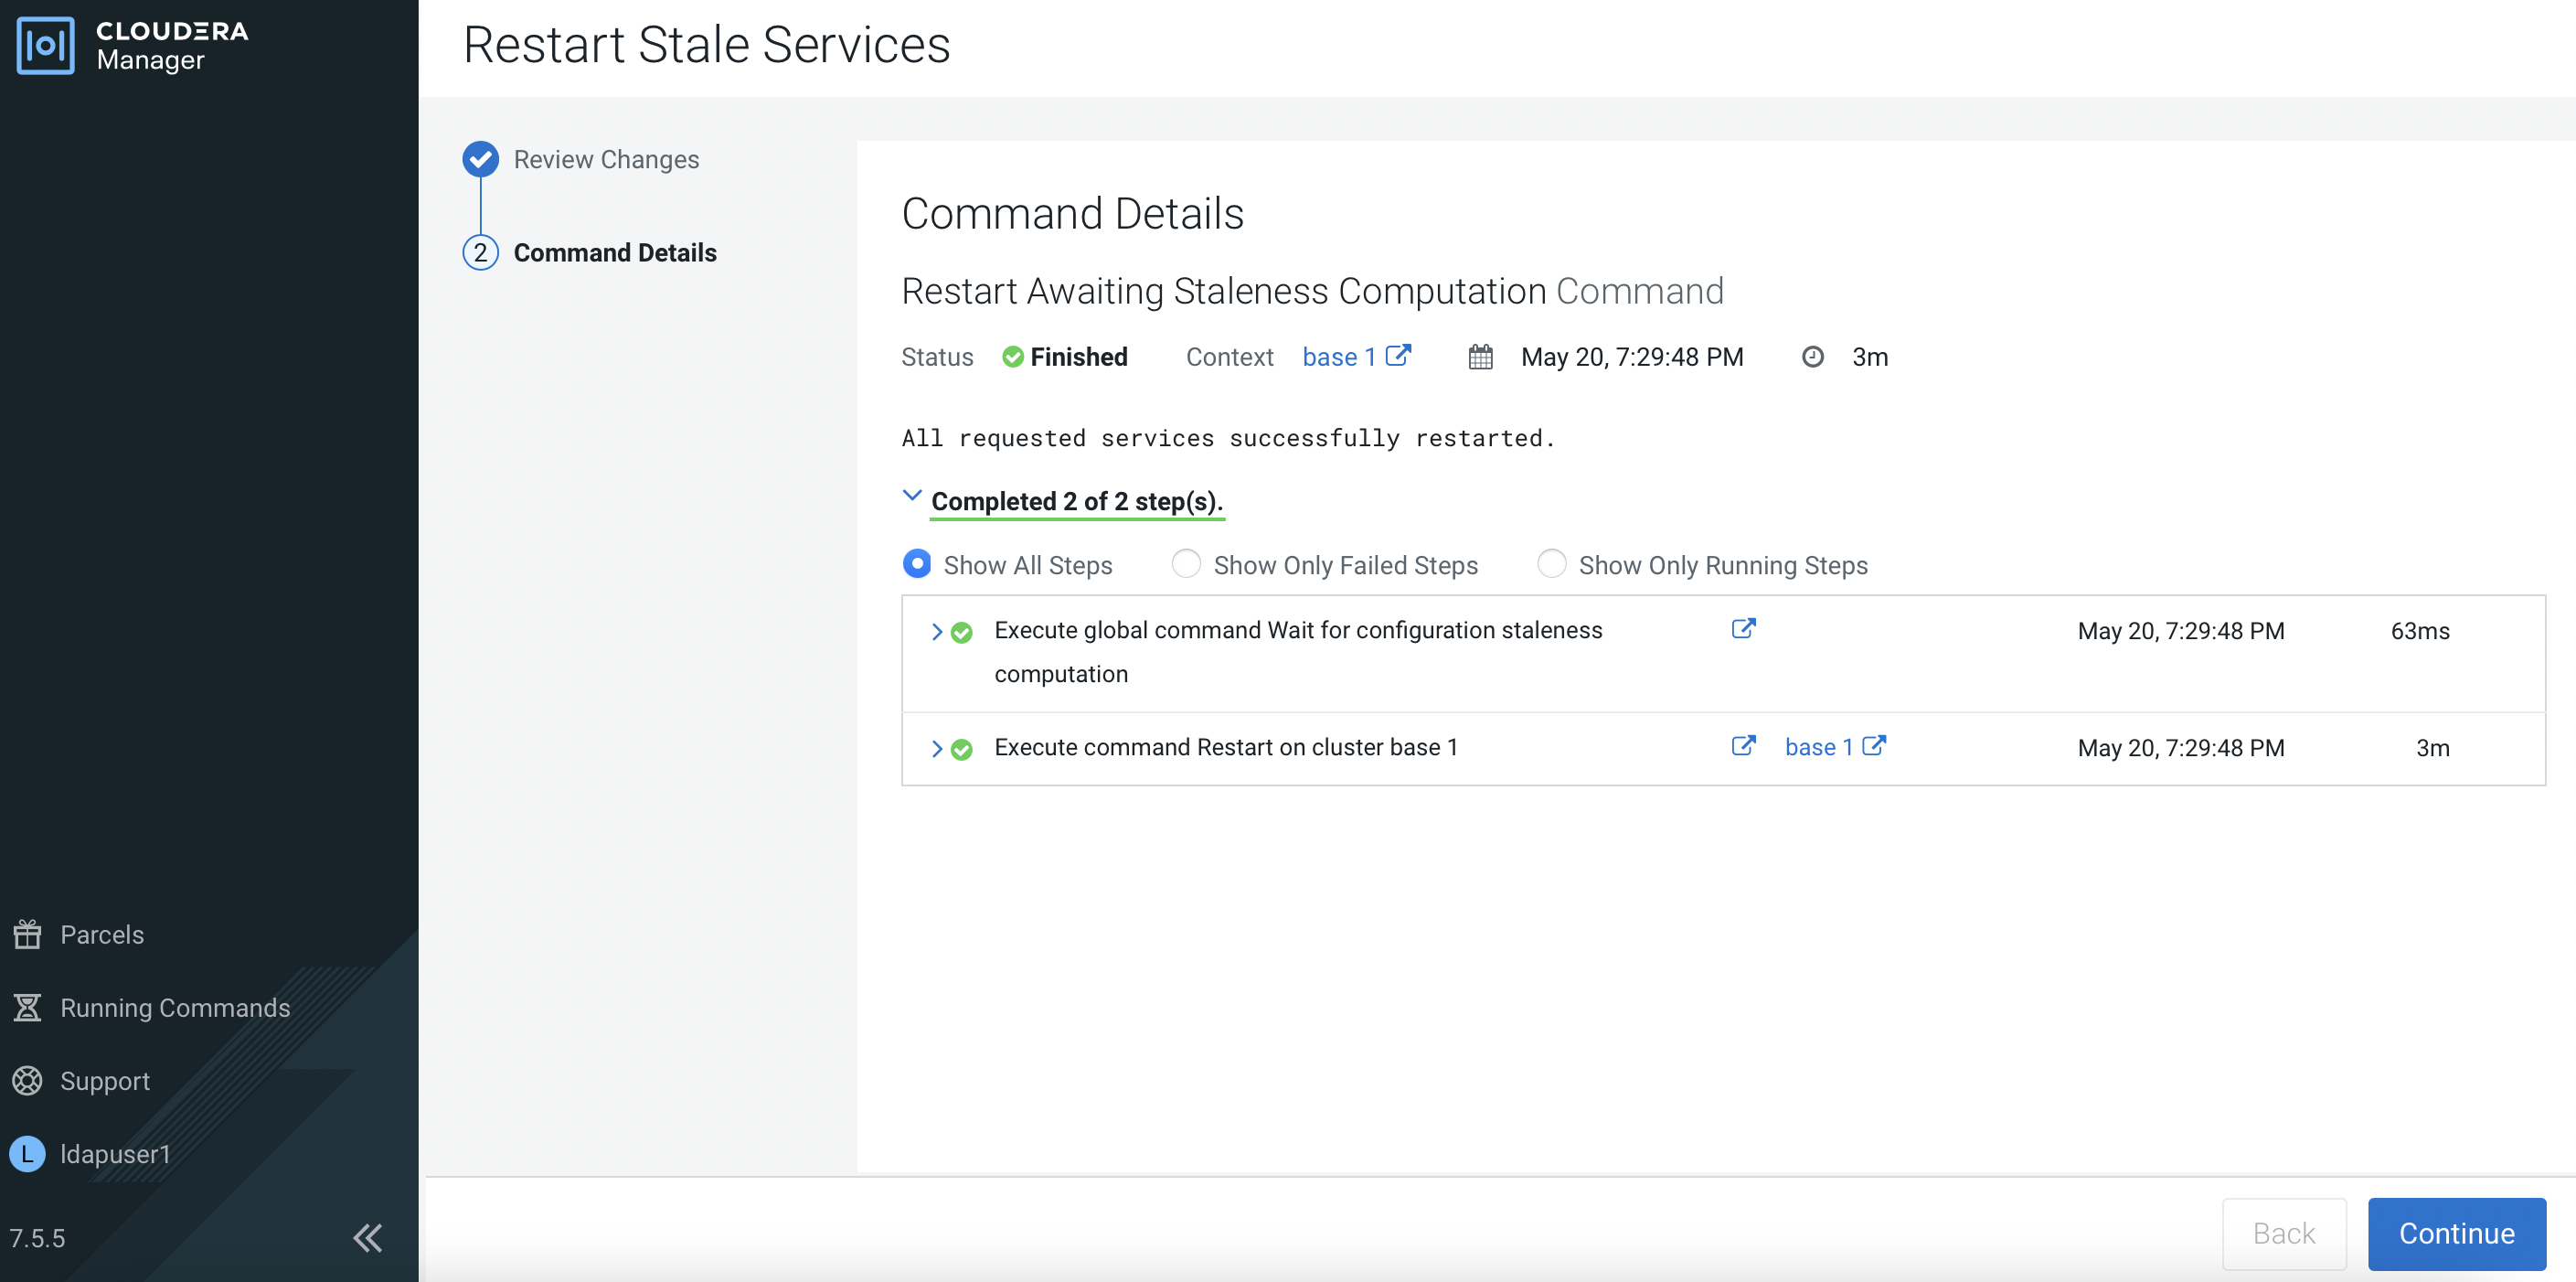 CLOUDERA
Manager
Restart Stale Services
Review Changes
2 Command Details
Command Details
Restart Awaiting Staleness Computation Command
Status Finished Context base 1 May 20, 7:29:48 PM 3m
All requested services successfully restarted.
Completed 2 of 2 step(s).
Show All Steps Show Only Failed Steps Show Only Running Steps
Execute global command Wait for configuration staleness May 20, 7:29:48 PM 63ms
computation
Execute command Restart on cluster base 1 base 1 May 20, 7:29:48 PM 3m
Parcels
Running Commands
Support
L ldapuser1
7.5.5
Back Continue